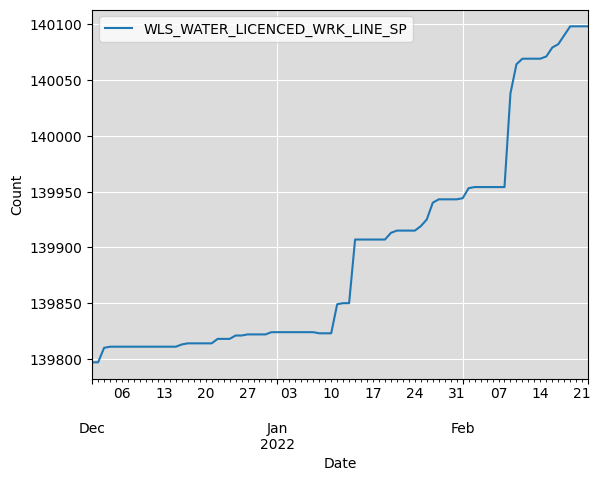 WLS_WATER_LICENCED_WRK_LINE_SP
140100
140050
140000
139950
139900
139850
139800
Count
06 13 20 27 03 10 17 24 31 07 14 21
Dec Jan Feb
2022
Date